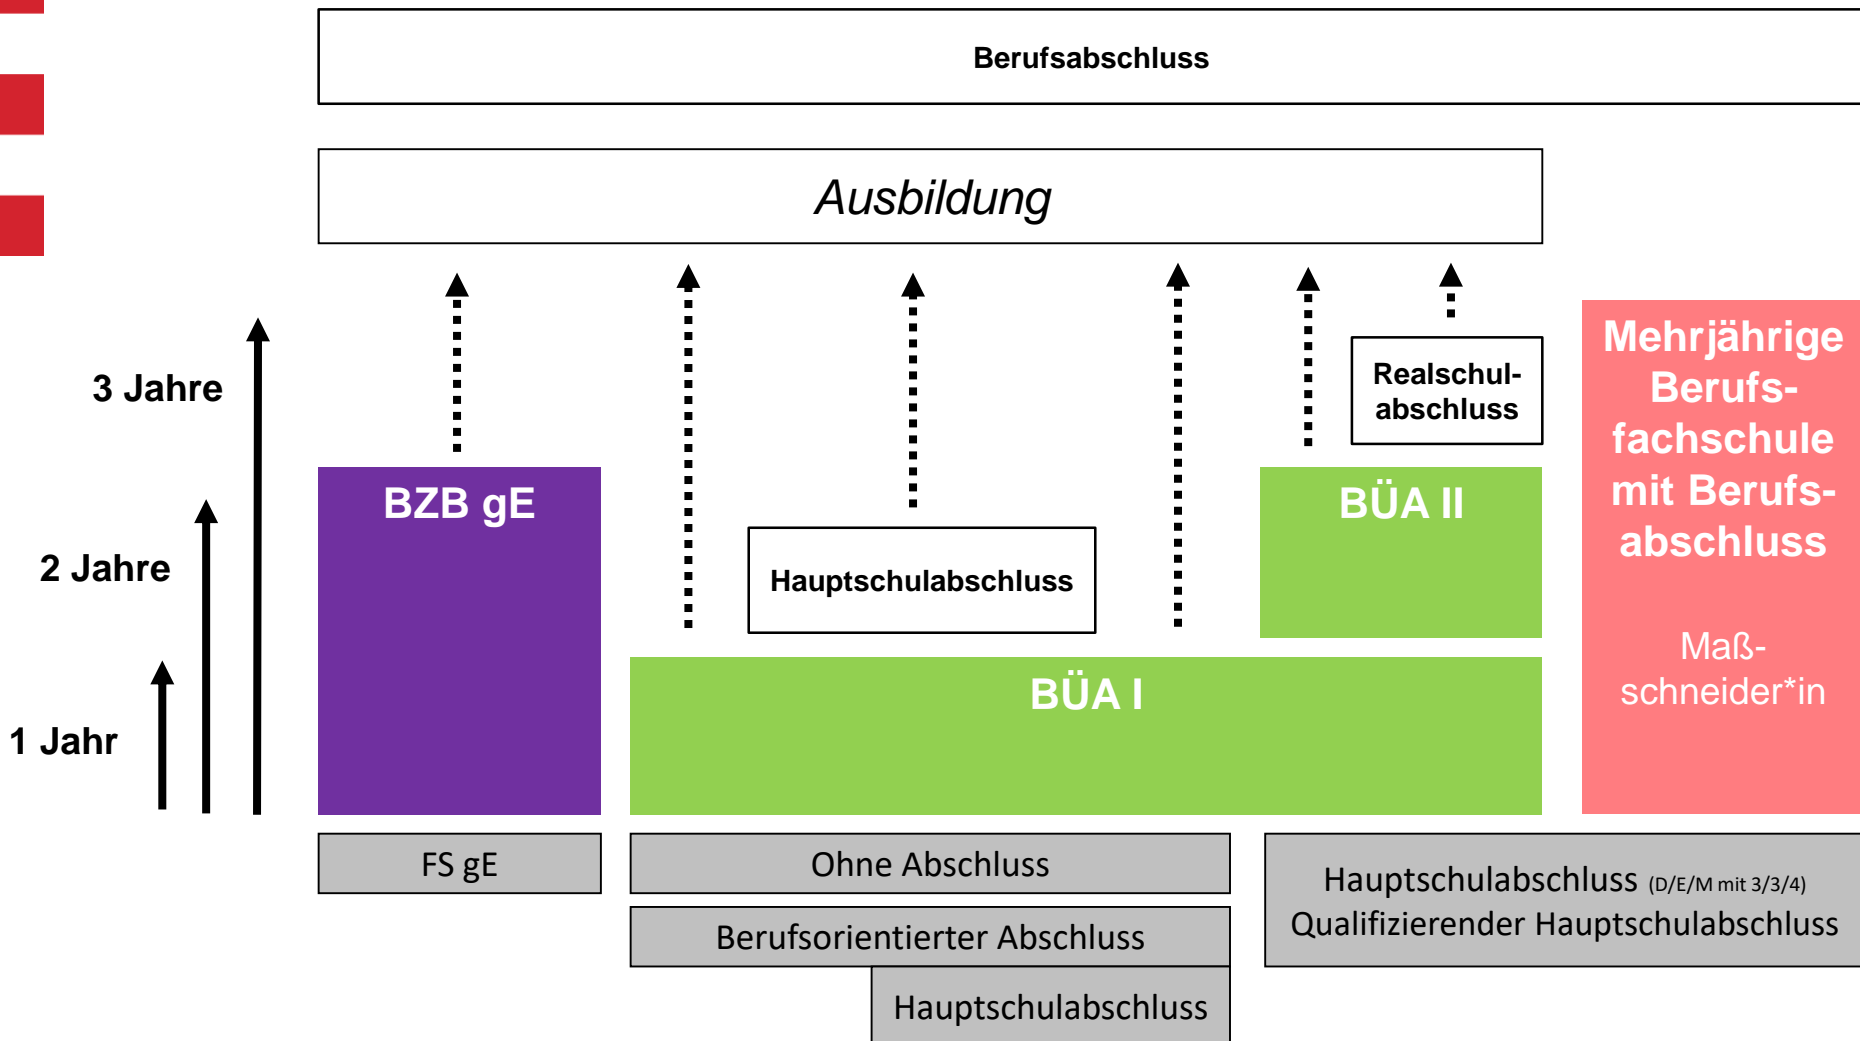 Berufsabschluss
Ausbildung
3 Jahre
2 Jahre
1 Jahr
BZB gE
Hauptschulabschluss
BÜA I
BÜA II
Realschul-
abschluss
Mehrjährige
Berufs-
fachschule
mit Berufs-
abschluss
Maß-
schneider*in
FS gE
Ohne Abschluss
Berufsorientierter Abschluss
Hauptschulabschluss
Hauptschulabschluss (D/E/M mit 3/3/4)
Qualifizierender Hauptschulabschluss